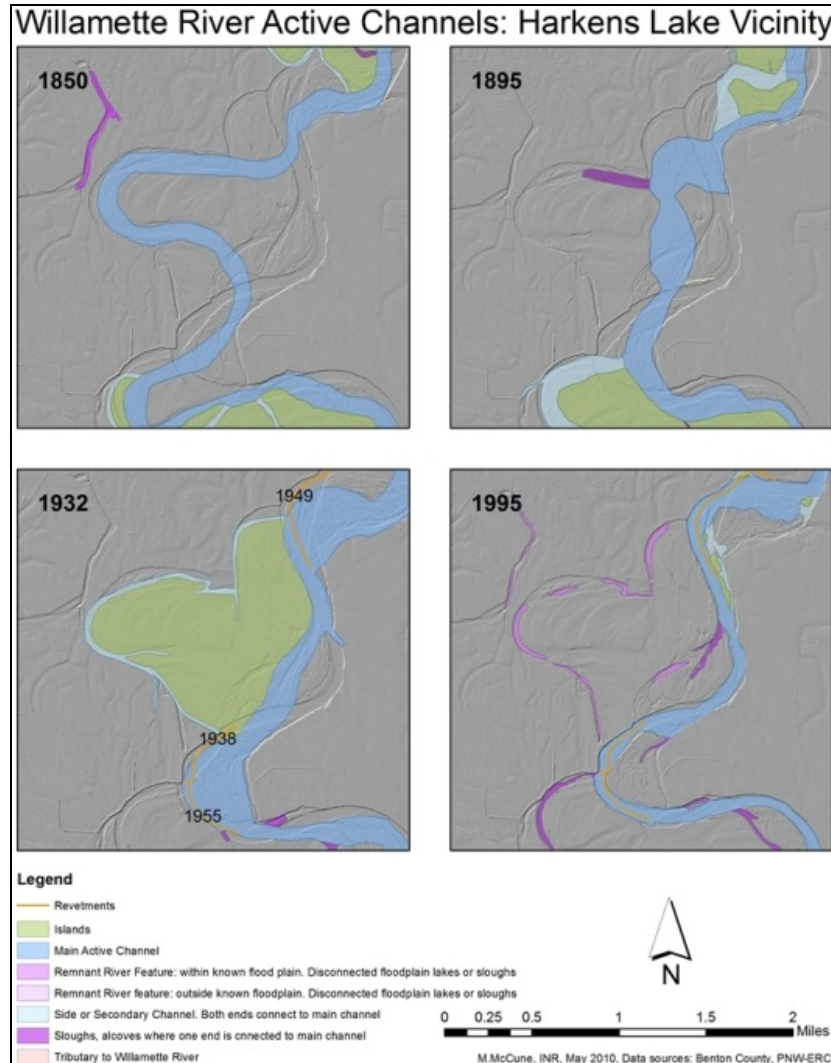 Willamette River Active Channels: Harkens Lake Vicinity
1850
1895
1932
1949
1938
1955
1995
Legend
Revetments
Islands
Main Active Channel
Remnant River Feature: within known flood plain. Disconnected floodplain lakes or sloughs
Remnant River feature: outside known floodplain. Disconnected floodplain lakes or sloughs
Side or Secondary Channel. Both ends connect to main channel
Sloughs, alcoves where one end is cnnected to main channel
Tributary to Willamette River
N
0 0.25 0.5 1 1.5 2
Miles
M.McCune, INR, May 2010, Data sources: Benton County, PNW-ERC